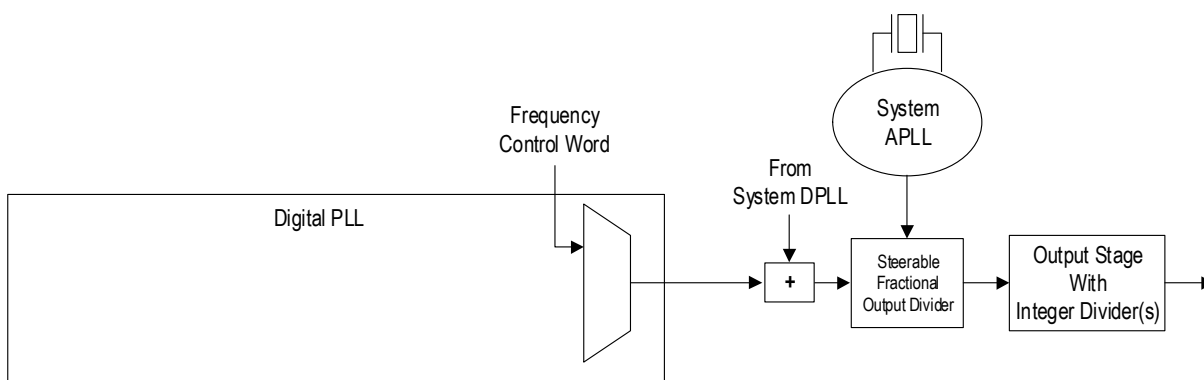 System
APLL
Frequency
Control Word
From
System DPLL
Digital PLL
+
Steerable
Fractional
Output Divider
Output Stage
With
Integer Divider(s)